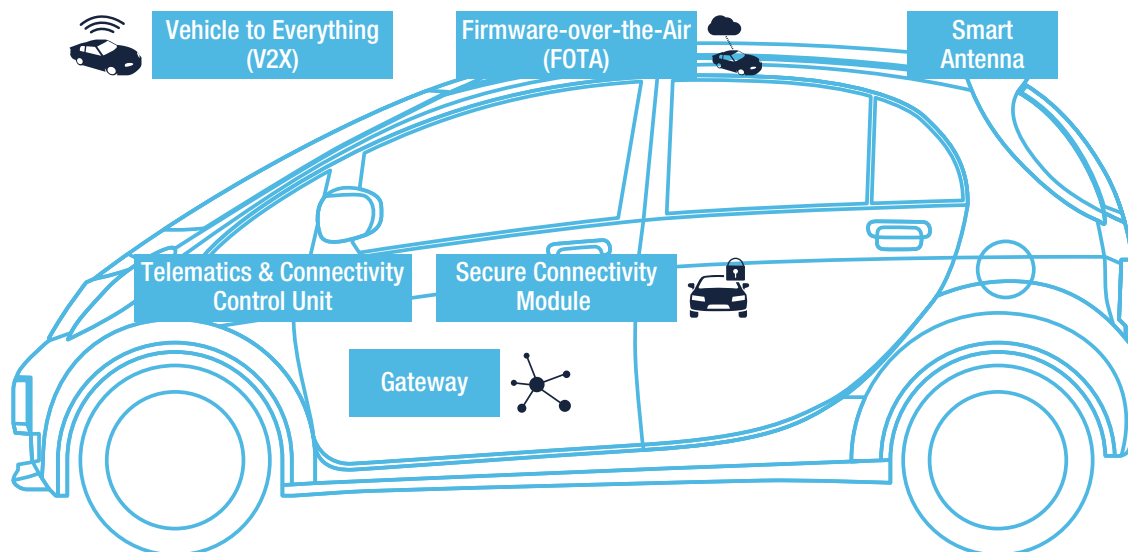 Vehicle to Everything
(V2X)
Firmware-over-the-Air
(FOTA)
Smart
Antenna
Telematics & Connectivity
Control Unit
Secure Connectivity
Module
Gateway